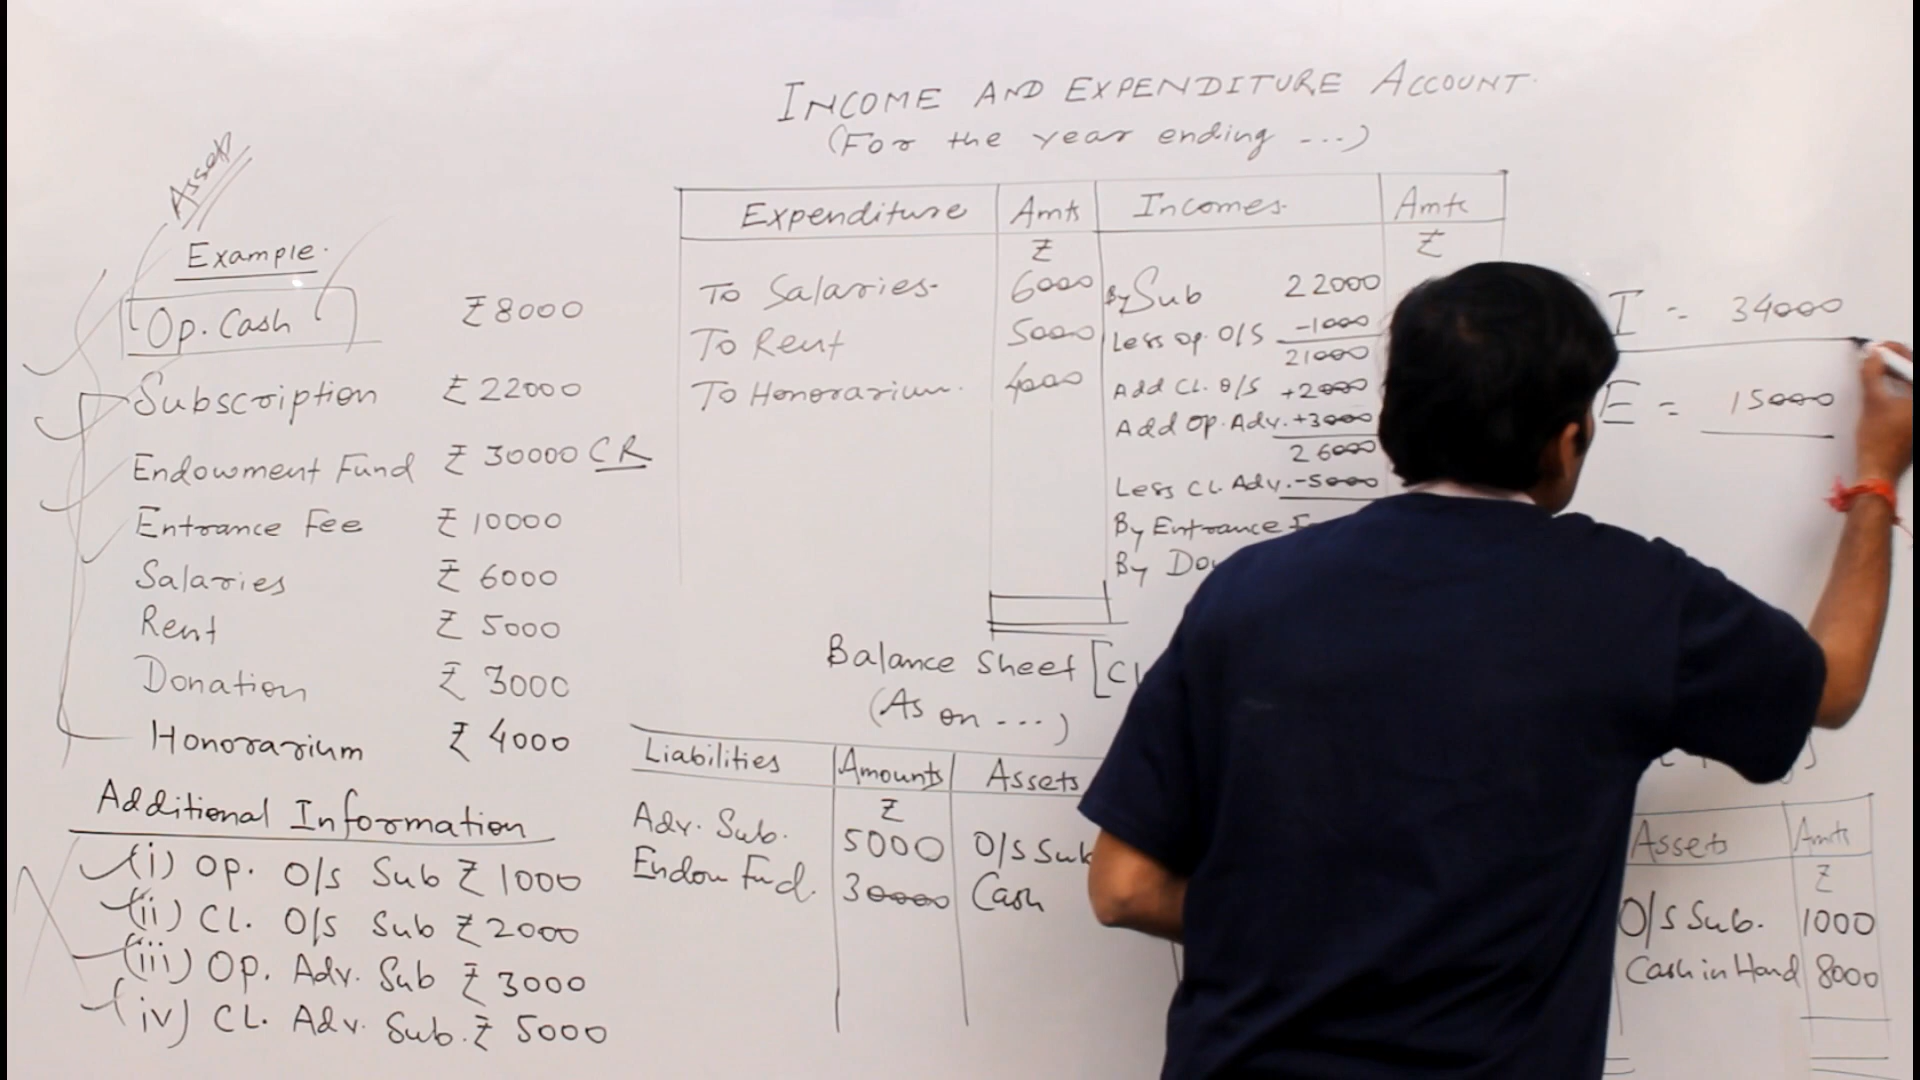 INCOME AND EXPENDITURE ACCOUNT
(For the year ending ...)
Assets
Example.
Op. Cash ₹8000
Subscription ₹22000
Endowment Fund ₹30000 CR
Entrance Fee ₹10000
Salaries ₹6000
Rent ₹5000
Donation ₹3000
Honorarium ₹4000
Additional Information
(i) Op. O/s Sub ₹1000
(ii) CL. O/s Sub ₹2000
(iii) Op. Adv. Sub ₹3000
(iv) CL. Adv. Sub. ₹5000
Expenditure Amts Incomes Amts
₹ ₹
To Salaries 6000
To Rent 5000
To Honorarium. 4000
By Sub 22000
Less Op. O/S -1000
21000
Add CL. O/S +2000
Add Op. Adv. +3000
26000
Less CL. Adv. -5000
By Entrance
By
I = 34000
E = 15000
Balance Sheet [Cl
(As on ...)
Liabilities Amounts Assets
₹
Adv. Sub. 5000 O/s Sub
Endow Fund. 30000 Cash
Assets Amts
₹
O/s Sub. 1000
Cash in Hand 8000